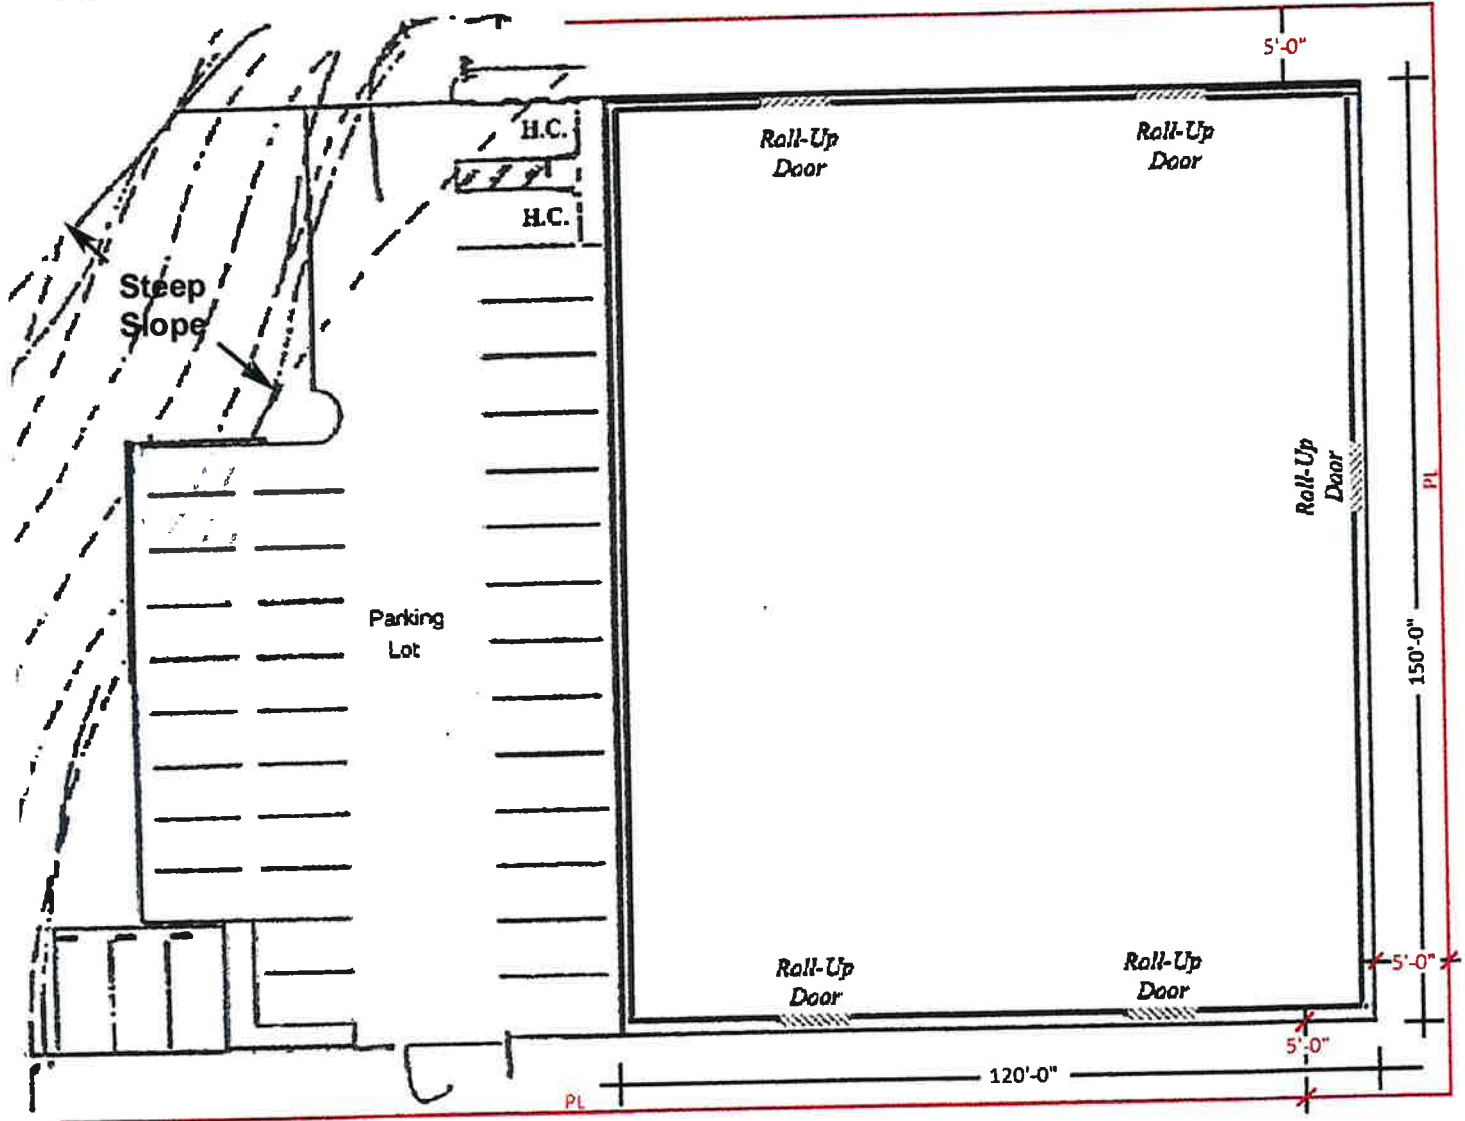 5'-0"
H.C.
Roll-Up
Door
Roll-Up
Door
H.C.
Steep
Slope
Roll-Up
Door
PL
Parking
Lot
150'-0"
Roll-Up
Door
Roll-Up
Door
5'-0"
5'-0"
120'-0"
PL